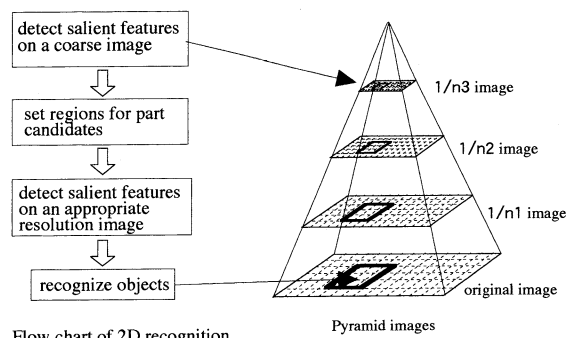 detect salient features
on a coarse image
set regions for part
candidates
detect salient features
on an appropriate
resolution image
recognize objects
1/n3 image
1/n2 image
1/n1 image
original image
Pyramid images
Flow chart of 2D recognition